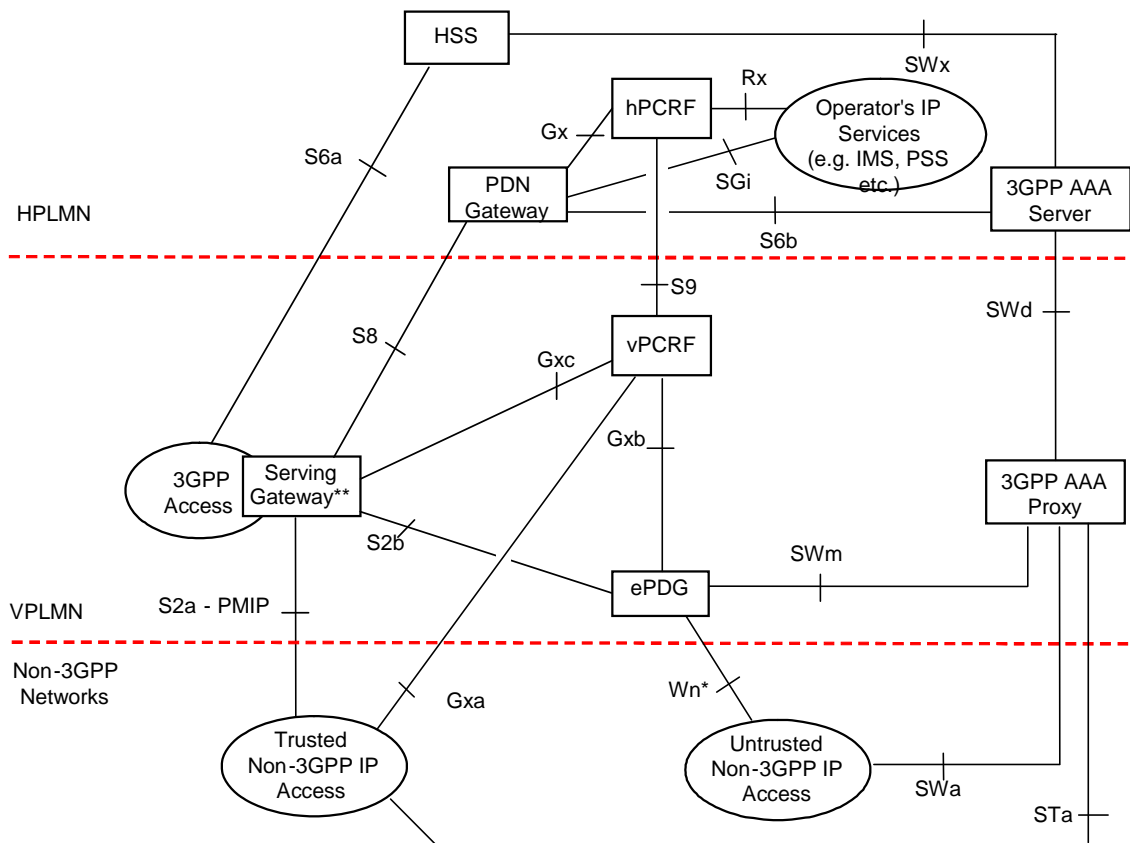 HSS
SWx
hPCRF
Rx
Operator's IP
Services
(e.g. IMS, PSS
etc.)
Gx
S6a
PDN
Gateway
SGi
3GPP AAA
Server
HPLMN
S6b
S9
SWd
vPCRF
S8
Gxc
Gxb
3GPP
Access
Serving
Gateway**
3GPP AAA
Proxy
S2b
SWm
ePDG
S2a - PMIP
VPLMN
Non-3GPP
Networks
Gxa
Wn*
Trusted
Non-3GPP IP
Access
Untrusted
Non-3GPP IP
Access
SWa
STa